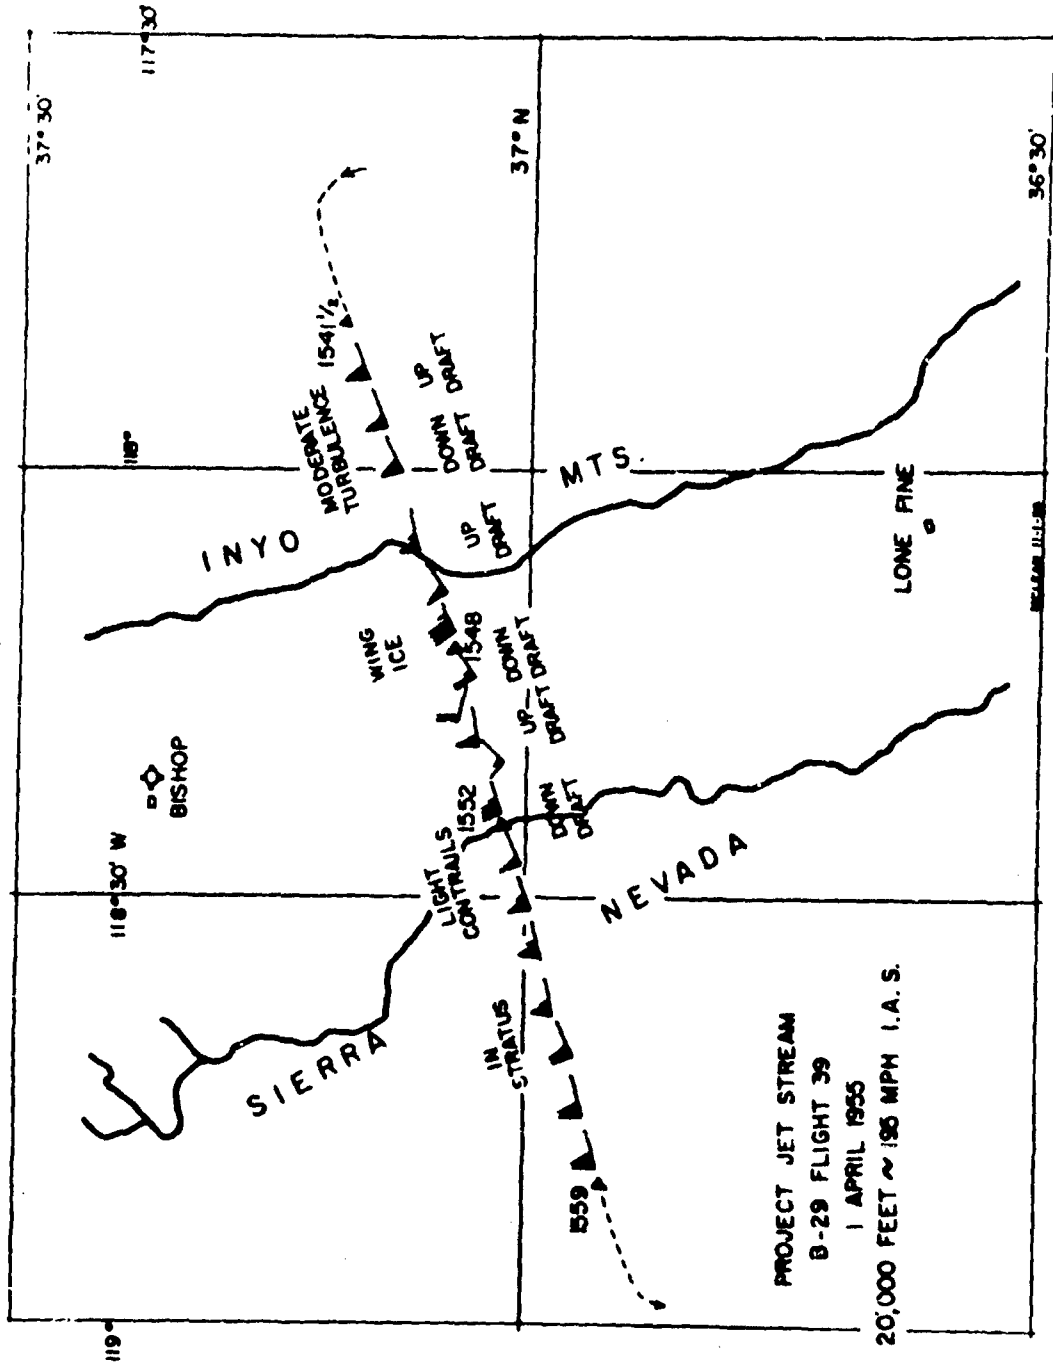 117°30'
37°30'
118°
118°30' W
119°
37° N
36°30'
INYO
MTS.
SIERRA
NEVADA
BISHOP
LONE PINE
MODERATE
TURBULENCE
1541 1/2
UP
DRAFT
DOWN
DRAFT
UP
DRAFT
WING
ICE
1548
DOWN
DRAFT
UP
DRAFT
DOWN
DRAFT
1552
LIGHT
CONTRAILS
IN
STRATUS
1559
PROJECT JET STREAM
B-29 FLIGHT 39
1 APRIL 1955
20,000 FEET ~ 195 MPH I.A.S.